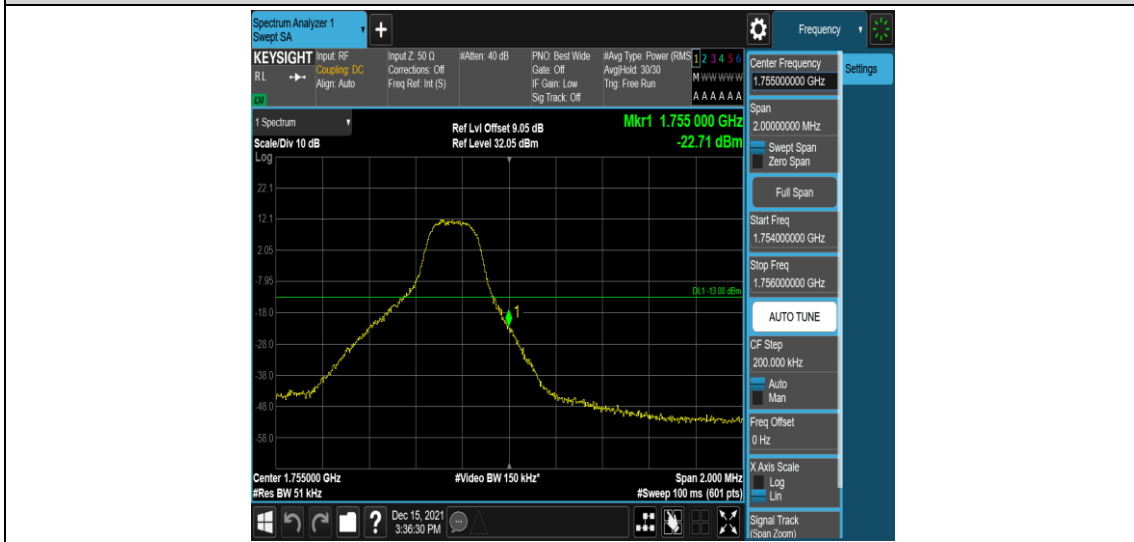 Spectrum Analyzer 1
Swept SA
+
Frequency
KEYSIGHT
RL
LXI
Input: RF
Coupling: DC
Align: Auto
Input Z: 50 Ω
Corrections: Off
Freq Ref: Int (S)
#Atten: 40 dB
PNO: Best Wide
Gate: Off
IF Gain: Low
Sig Track: Off
#Avg Type: Power (RMS
Avg|Hold: 30/30
Trig: Free Run
1 2 3 4 5 6
M W W W W W
A A A A A A
1 Spectrum
Scale/Div 10 dB
Ref Lvl Offset 9.05 dB
Ref Level 32.05 dBm
Mkr1 1.755 000 GHz
-22.71 dBm
Log
22.1
12.1
2.05
-7.95
-18.0
-28.0
-38.0
-48.0
-58.0
DL1 -13.00 dBm
1
Center 1.755000 GHz
#Res BW 51 kHz
#Video BW 150 kHz*
Span 2.000 MHz
#Sweep 100 ms (601 pts)
Center Frequency
1.755000000 GHz
Settings
Span
2.00000000 MHz
Swept Span
Zero Span
Full Span
Start Freq
1.754000000 GHz
Stop Freq
1.756000000 GHz
AUTO TUNE
CF Step
200.000 kHz
Auto
Man
Freq Offset
0 Hz
X Axis Scale
Log
Lin
Signal Track
(Span Zoom)
?
Dec 15, 2021
3:36:30 PM